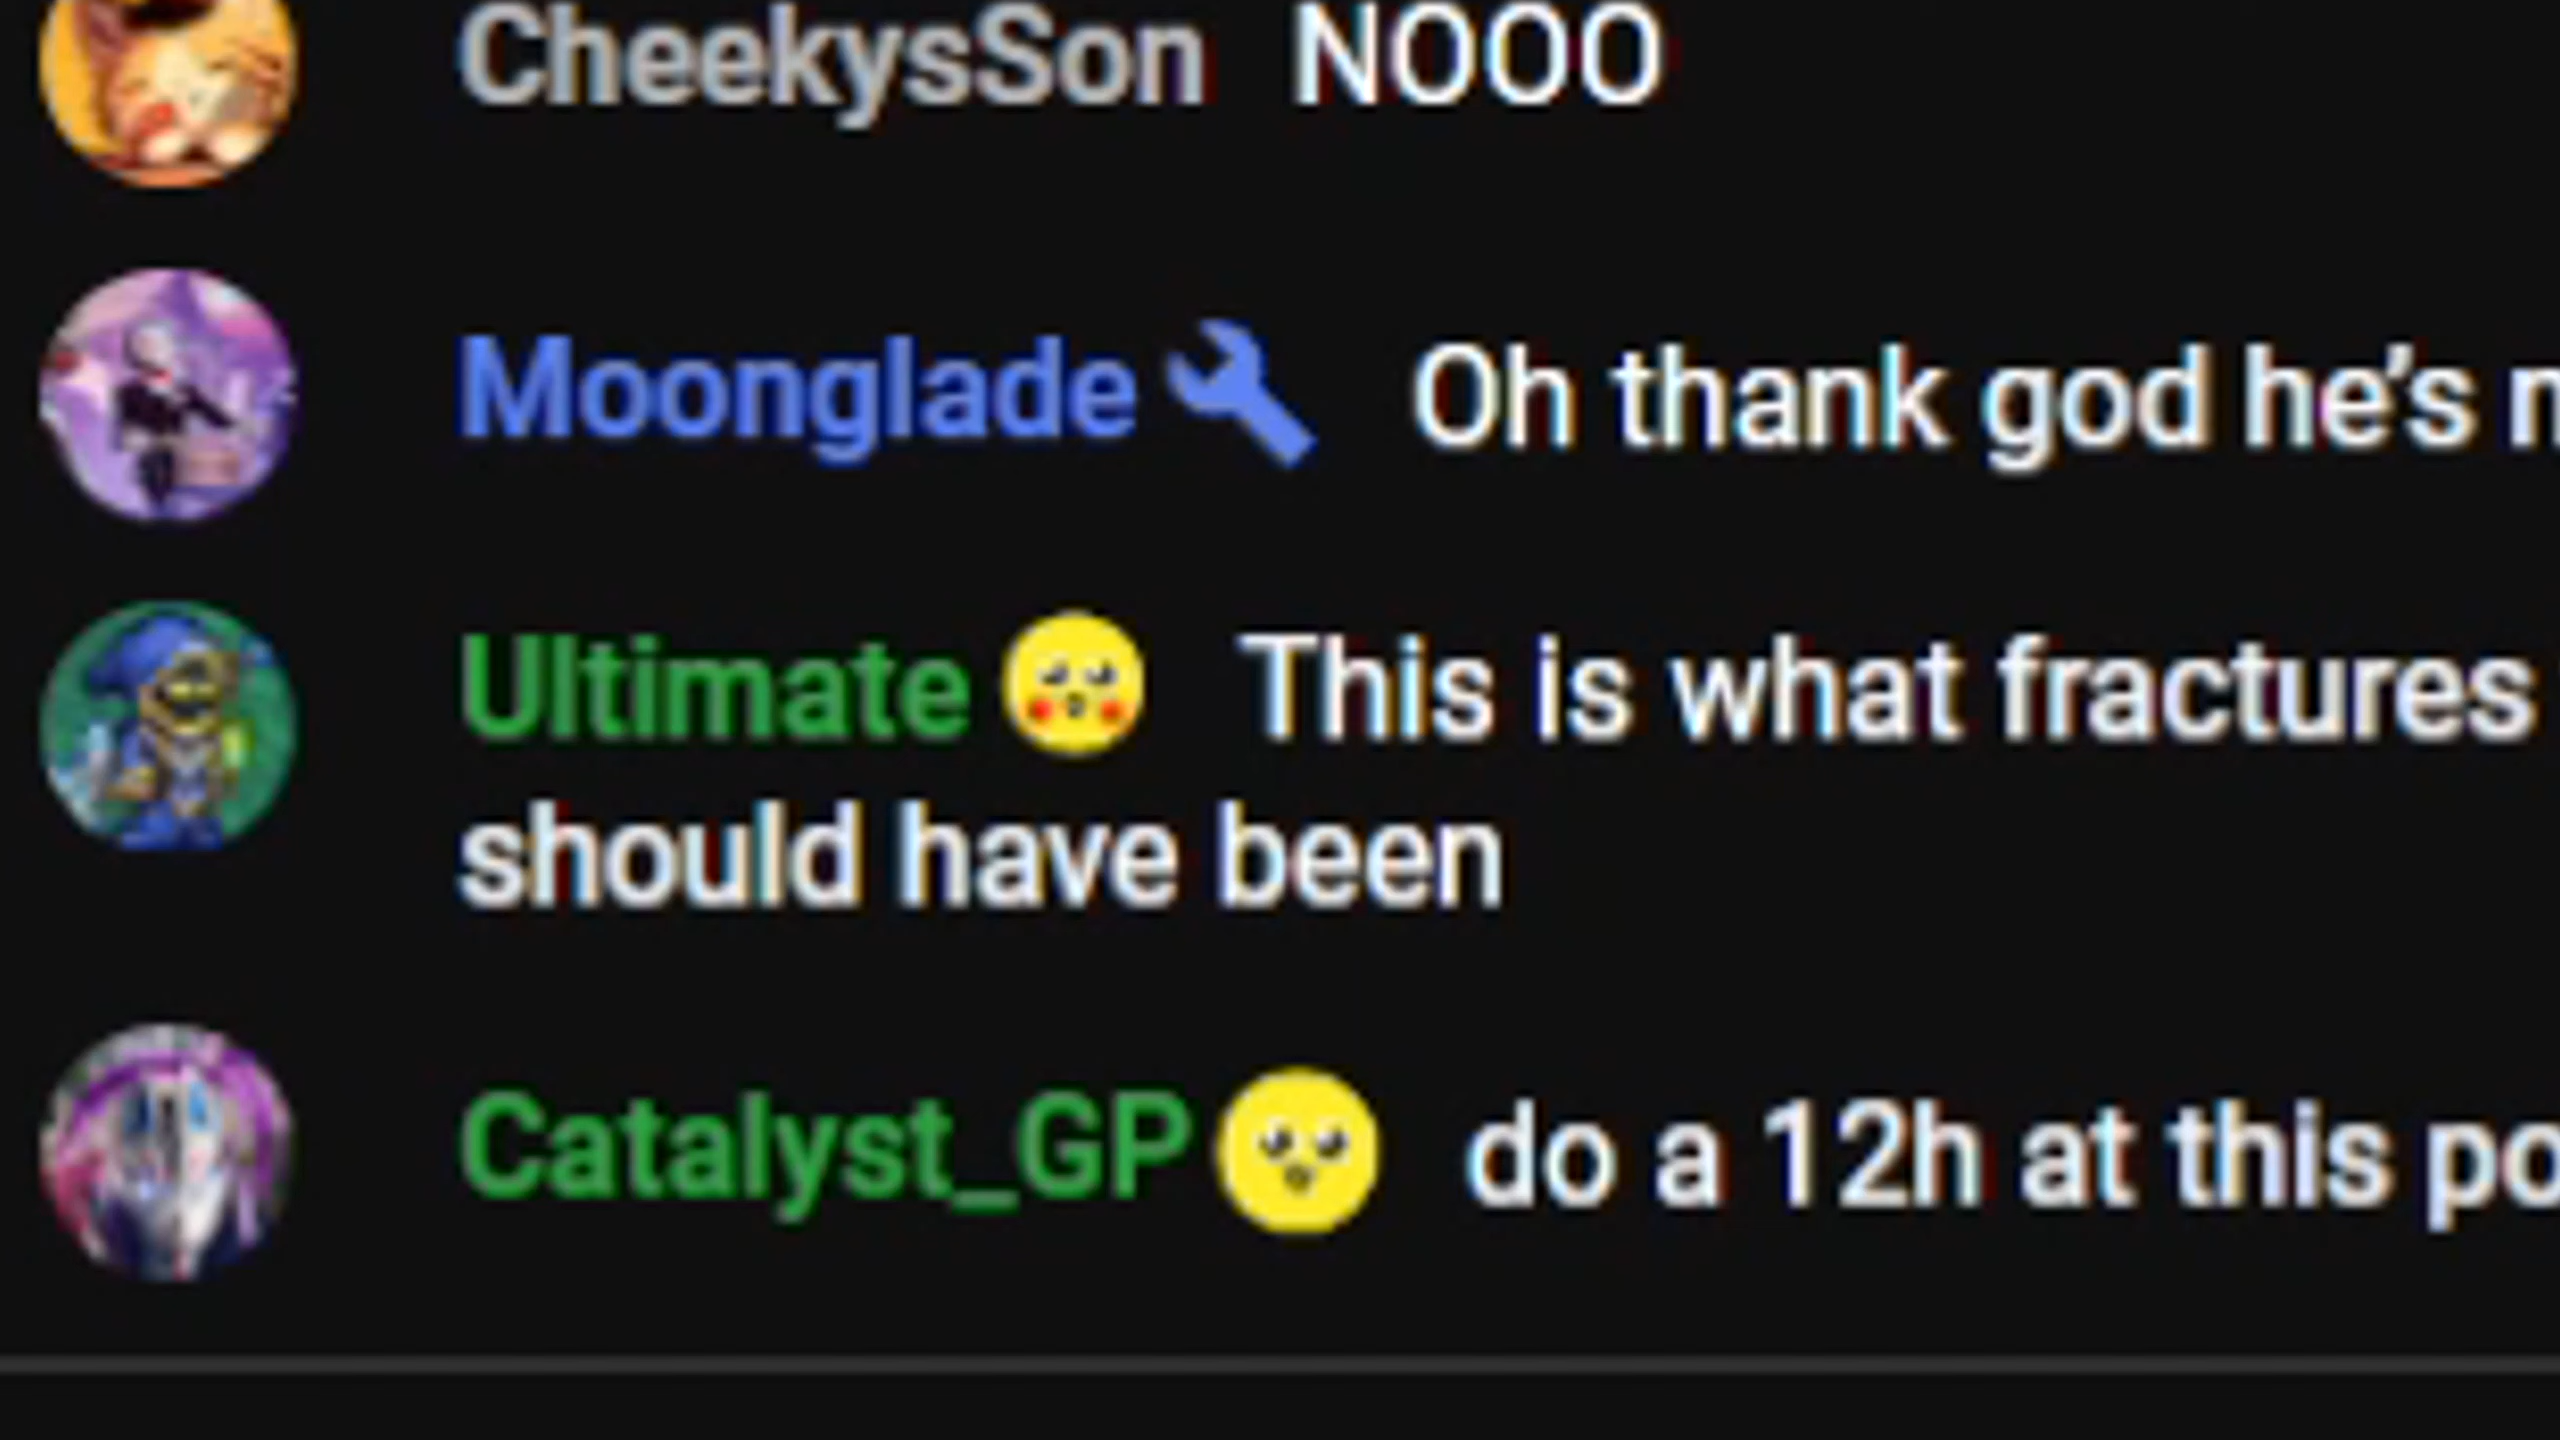 CheekysSon NOOO
Moonglade Oh thank god he's
Ultimate This is what fractures
should have been
Catalyst_GP do a 12h at this